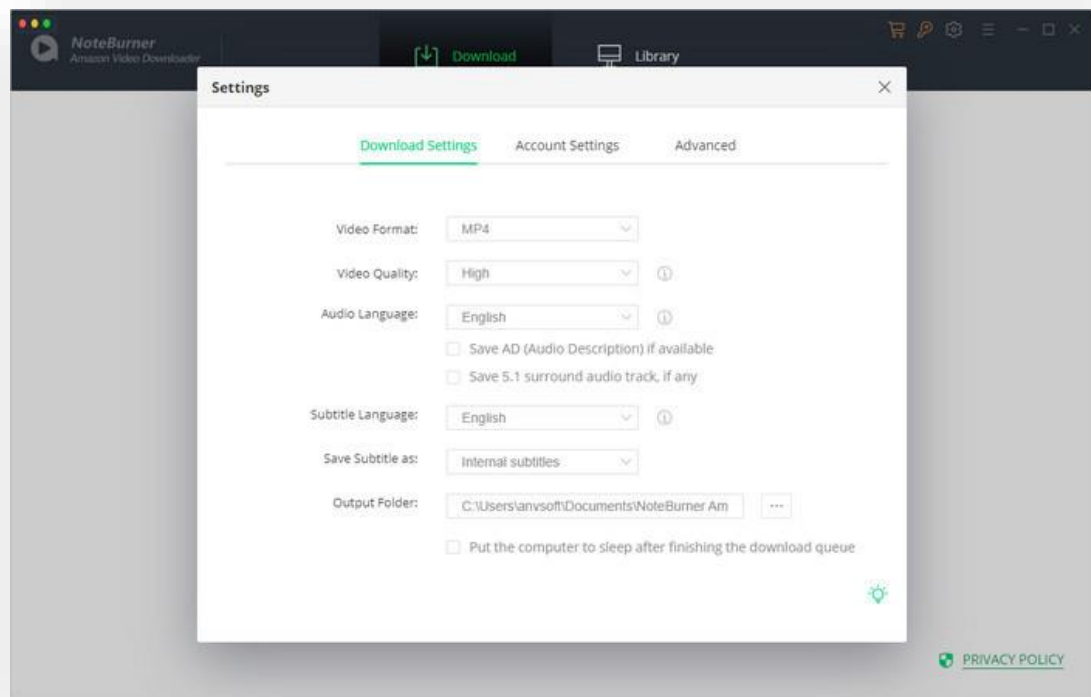 NoteBurner
Amazon Video Downloader
Download
Library
Settings
Download Settings
Account Settings
Advanced
Video Format:
MP4
Video Quality:
High
Audio Language:
English
Save AD (Audio Description) if available
Save 5.1 surround audio track, if any
Subtitle Language:
English
Save Subtitle as:
Internal subtitles
Output Folder:
C:\Users\anvsoft\Documents\NoteBurner Am
...
Put the computer to sleep after finishing the download queue
PRIVACY POLICY